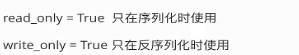 read_only = True  只在序列化时使用
write_only = True 只在反序列化时使用